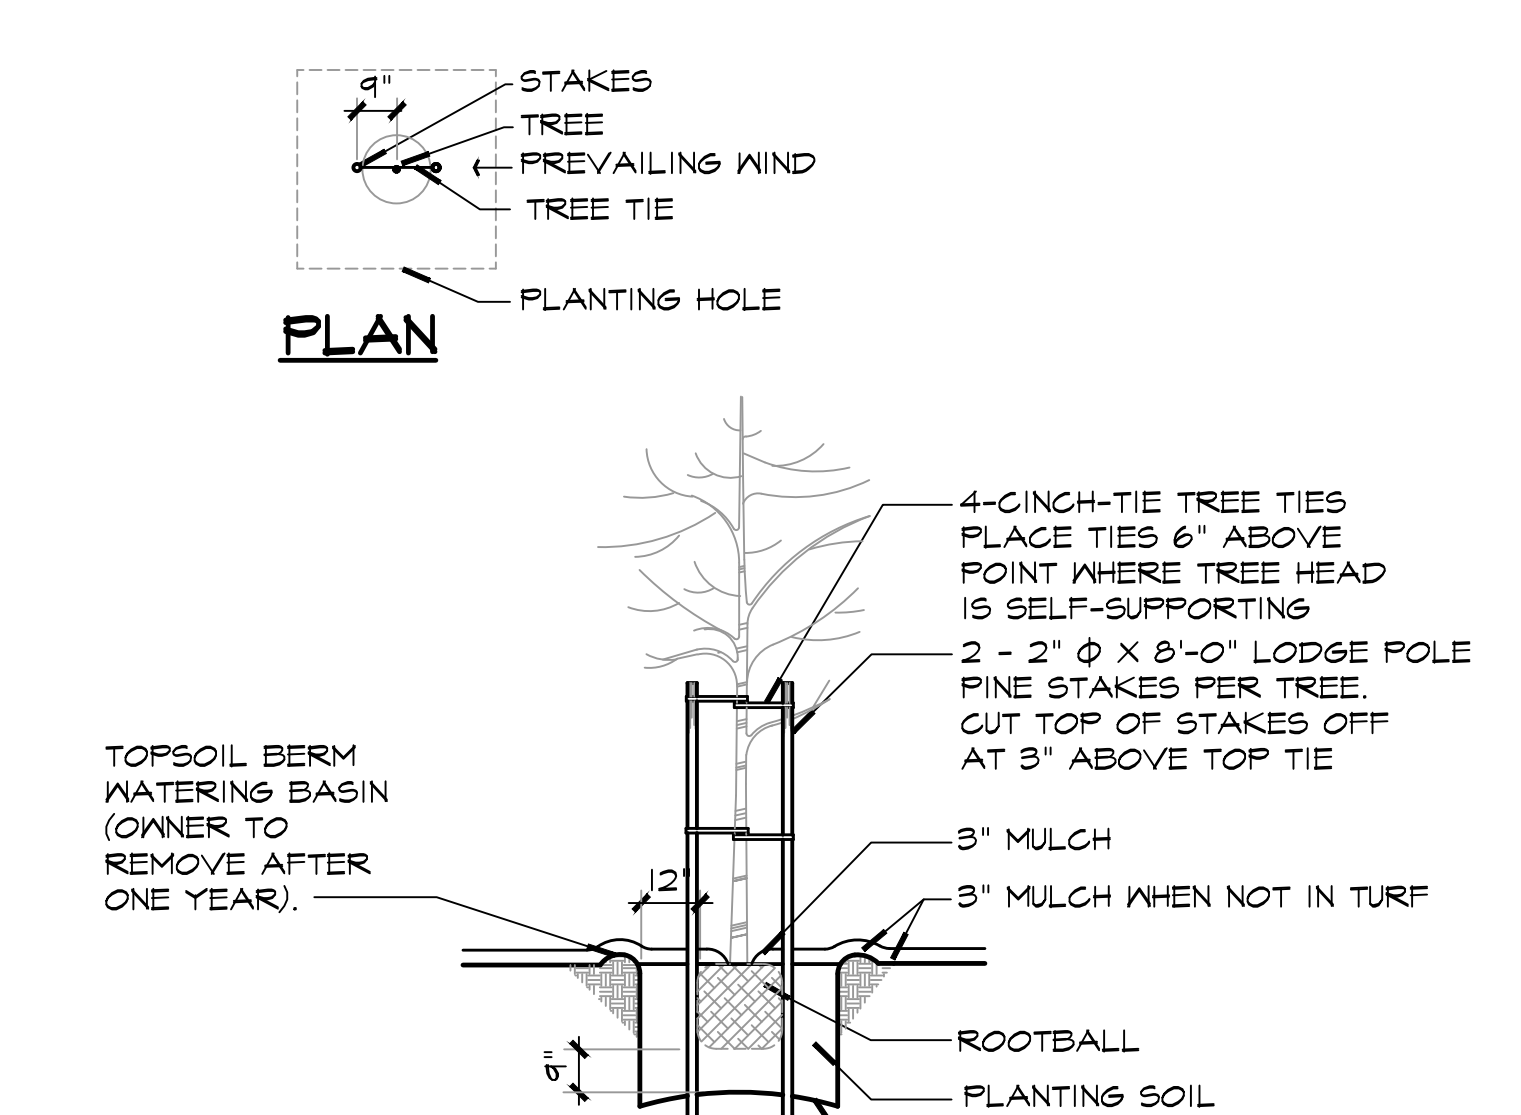 9"
STAKES
TREE
PREVAILING WIND
TREE TIE
PLANTING HOLE
PLAN
4-CINCH-TIE TREE TIES
PLACE TIES 6" ABOVE
POINT WHERE TREE HEAD
IS SELF-SUPPORTING
2 - 2" ϕ X 8'-0" LODGE POLE
PINE STAKES PER TREE.
CUT TOP OF STAKES OFF
AT 3" ABOVE TOP TIE
TOPSOIL BERM
WATERING BASIN
(OWNER TO
REMOVE AFTER
ONE YEAR).
3" MULCH
12"
3" MULCH WHEN NOT IN TURF
ROOTBALL
9"
PLANTING SOIL